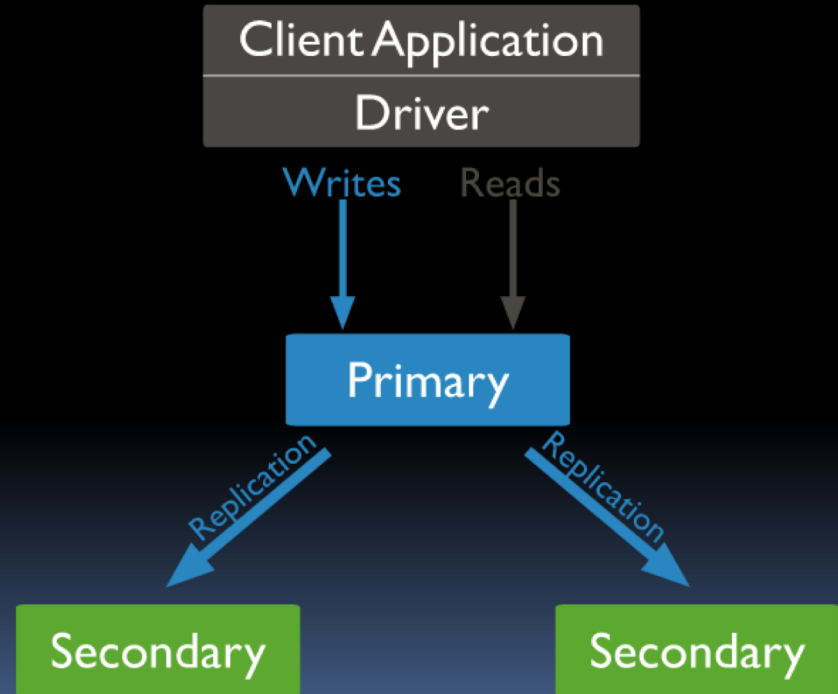 Client Application
Driver
Writes Reads
Primary
Replication Replication
Secondary Secondary